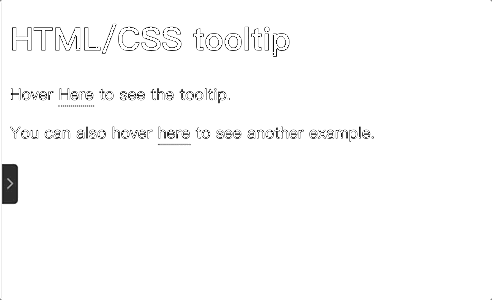 HTML/CSS tooltip
Hover Here to see the tooltip.
You can also hover here to see another example.